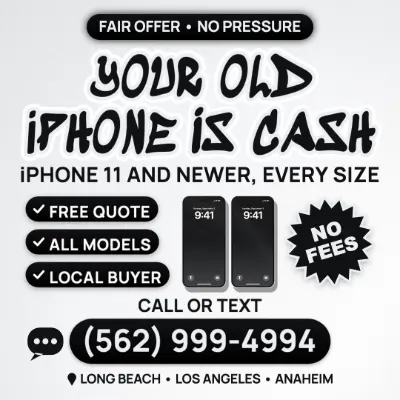 FAIR OFFER • NO PRESSURE
YOUR OLD
iPHONE iS CASH
iPHONE 11 AND NEWER, EVERY SIZE
✓ FREE QUOTE
✓ ALL MODELS
✓ LOCAL BUYER
9:41
9:41
NO
FEES
CALL OR TEXT
(562) 999-4994
LONG BEACH • LOS ANGELES • ANAHEIM